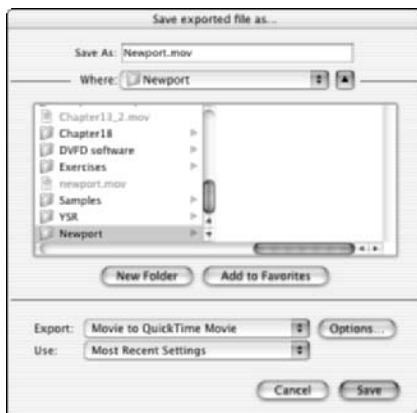 Save exported file as...
Save As: Newport.mov
Where: Newport
Chapter13_2.mov
Chapter18
DVFD software
Exercises
newport.mov
Samples
YSR
Newport
New Folder Add to Favorites
Export: Movie to QuickTime Movie Options...
Use: Most Recent Settings
Cancel Save